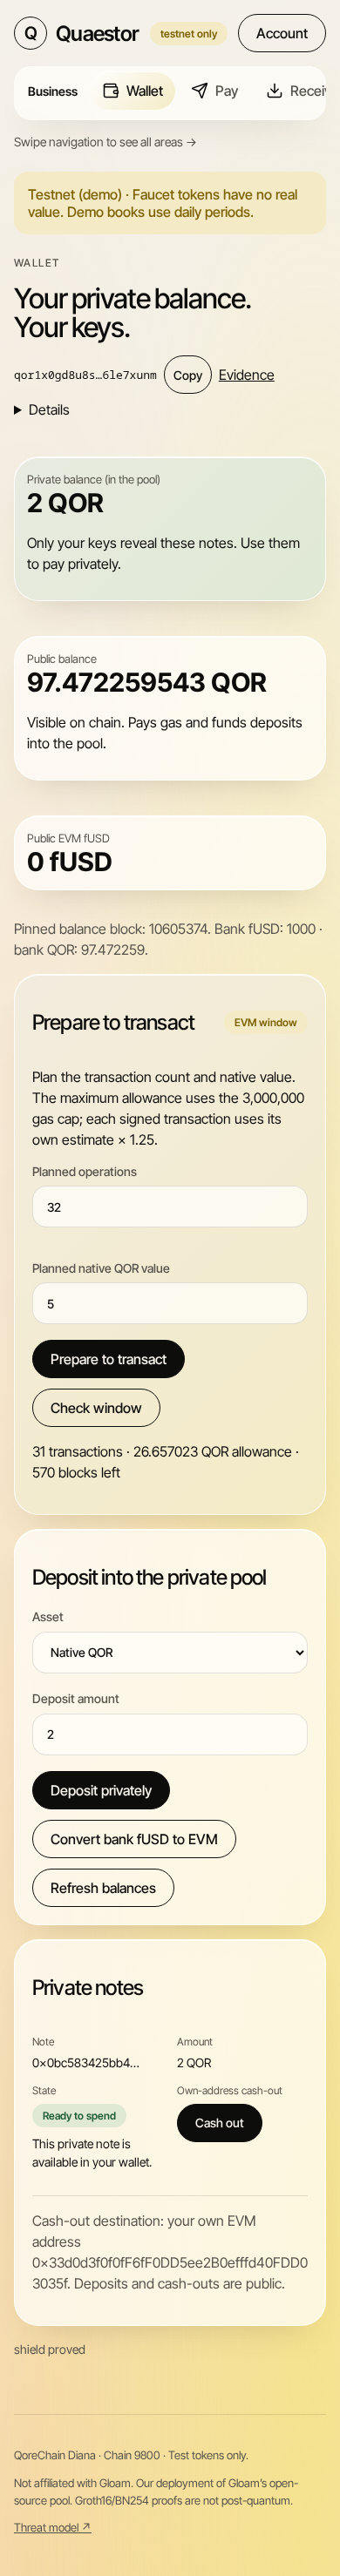 Q Quaestor testnet only Account
Business Wallet Pay Receiv
Swipe navigation to see all areas →
Testnet (demo) · Faucet tokens have no real
value. Demo books use daily periods.
WALLET
Your private balance.
Your keys.
qor1x0gd8u8s…6le7xunm Copy Evidence
▶ Details
Private balance (in the pool)
2 QOR
Only your keys reveal these notes. Use them
to pay privately.
Public balance
97.472259543 QOR
Visible on chain. Pays gas and funds deposits
into the pool.
Public EVM fUSD
0 fUSD
Pinned balance block: 10605374. Bank fUSD: 1000 ·
bank QOR: 97.472259.
Prepare to transact EVM window
Plan the transaction count and native value.
The maximum allowance uses the 3,000,000
gas cap; each signed transaction uses its
own estimate × 1.25.
Planned operations
32
Planned native QOR value
5
Prepare to transact
Check window
31 transactions · 26.657023 QOR allowance ·
570 blocks left
Deposit into the private pool
Asset
Native QOR
Deposit amount
2
Deposit privately
Convert bank fUSD to EVM
Refresh balances
Private notes
Note Amount
0x0bc583425bb4… 2 QOR
State Own-address cash-out
Ready to spend Cash out
This private note is
available in your wallet.
Cash-out destination: your own EVM
address
0x33d0d3f0f0fF6fF0DD5ee2B0efffd40FDD0
3035f. Deposits and cash-outs are public.
shield proved
QoreChain Diana · Chain 9800 · Test tokens only.
Not affiliated with Gloam. Our deployment of Gloam's open-
source pool. Groth16/BN254 proofs are not post-quantum.
Threat model ↗